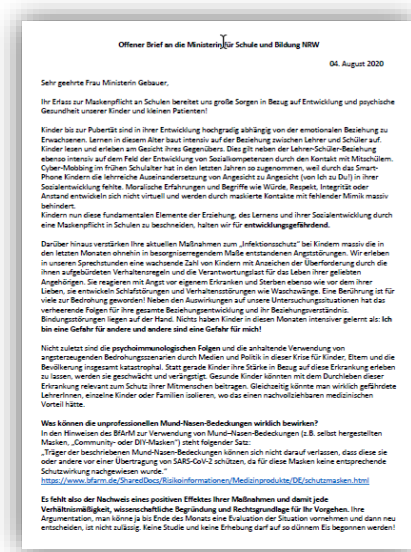 Offener Brief an die Ministerin für Schule und Bildung NRW
04. August 2020
Sehr geehrte Frau Ministerin Gebauer,
Ihr Erlass zur Maskenpflicht an Schulen bereitet uns große Sorgen in Bezug auf Entwicklung und psychische
Gesundheit unserer Kinder und kleinen Patienten!
Kinder bis zur Pubertät sind in ihrer Entwicklung hochgradig abhängig von der emotionalen Beziehung zu
Erwachsenen. Lernen in diesem Alter baut intensiv auf der Beziehung zwischen Lehrer und Schüler auf.
Kinder lesen und erleben am Gesicht ihres Gegenübers. Dies gilt neben der Lehrer-Schüler-Beziehung
ebenso intensiv auf dem Feld der Entwicklung von Sozialkompetenzen durch den Kontakt mit Mitschülern.
Cyber-Mobbing im frühen Schulalter hat in den letzten Jahren so zugenommen, weil durch das Smart-
Phone Kindern die lehrreiche Auseinandersetzung von Angesicht zu Angesicht (von Ich zu Du!) in ihrer
Sozialentwicklung fehlte. Moralische Erfahrungen und Begriffe wie Würde, Respekt, Integrität oder
Anstand entwickeln sich nicht virtuell und werden durch maskierte Kontakte mit fehlender Mimik massiv
behindert.
Kindern nun diese fundamentalen Elemente der Erziehung, des Lernens und ihrer Sozialentwicklung durch
eine Maskenpflicht in Schulen zu beschneiden, halten wir für entwicklungsgefährdend.
Darüber hinaus verstärken Ihre aktuellen Maßnahmen zum „Infektionsschutz" bei Kindern massiv die in
den letzten Monaten ohnehin in besorgniserregendem Maße entstandenen Angststörungen. Wir erleben
in unseren Sprechstunden eine wachsende Zahl von Kindern mit Anzeichen der Überforderung durch die
ihnen aufgebürdeten Verhaltensregeln und die Verantwortungslast für das Leben ihrer geliebten
Angehörigen. Sie reagieren mit Angst vor eigenem Erkranken und Sterben ebenso wie vor dem ihrer
Lieben, sie entwickeln Schlafstörungen und Verhaltensstörungen wie Waschzwänge. Eine Berührung ist für
viele zur Bedrohung geworden! Neben den Auswirkungen auf unsere Untersuchungssituationen hat das
verheerende Folgen für ihre gesamte Beziehungsentwicklung und ihr Beziehungsverständnis.
Bindungsstörungen liegen auf der Hand. Nichts haben Kinder in diesen Monaten intensiver gelernt als: Ich
bin eine Gefahr für andere und andere sind eine Gefahr für mich!
Nicht zuletzt sind die psychoimmunologischen Folgen und die anhaltende Verwendung von
angsterzeugenden Bedrohungsszenarien durch Medien und Politik in dieser Krise für Kinder, Eltern und die
Bevölkerung insgesamt katastrophal. Statt gerade Kinder ihre Stärke in Bezug auf diese Erkrankung erleben
zu lassen, werden sie geschwächt und verängstigt. Gesunde Kinder könnten mit dem Durchleben dieser
Erkrankung relevant zum Schutz ihrer Mitmenschen beitragen. Gleichzeitig könnte man wirklich gefährdete
LehrerInnen, einzelne Kinder oder Familien isolieren, wo das einen nachvollziehbaren medizinischen
Vorteil hätte.
Was können die unprofessionellen Mund-Nasen-Bedeckungen wirklich bewirken?
In den Hinweisen des BfArM zur Verwendung von Mund–Nasen-Bedeckungen (z.B. selbst hergestellten
Masken, „Community- oder DIY-Masken") steht folgender Satz:
„Träger der beschriebenen Mund-Nasen-Bedeckungen können sich nicht darauf verlassen, dass diese sie
oder andere vor einer Übertragung von SARS-CoV-2 schützen, da für diese Masken keine entsprechende
Schutzwirkung nachgewiesen wurde."
https://www.bfarm.de/SharedDocs/Risikoinformationen/Medizinprodukte/DE/schutzmasken.html
Es fehlt also der Nachweis eines positiven Effektes Ihrer Maßnahmen und damit jede
Verhältnismäßigkeit, wissenschaftliche Begründung und Rechtsgrundlage für Ihr Vorgehen. Ihre
Argumentation, man könne ja bis Ende des Monats eine Evaluation der Situation vornehmen und dann neu
entscheiden, ist nicht zulässig. Keine Studie und keine Erhebung darf auf so dünnem Eis begonnen werden!